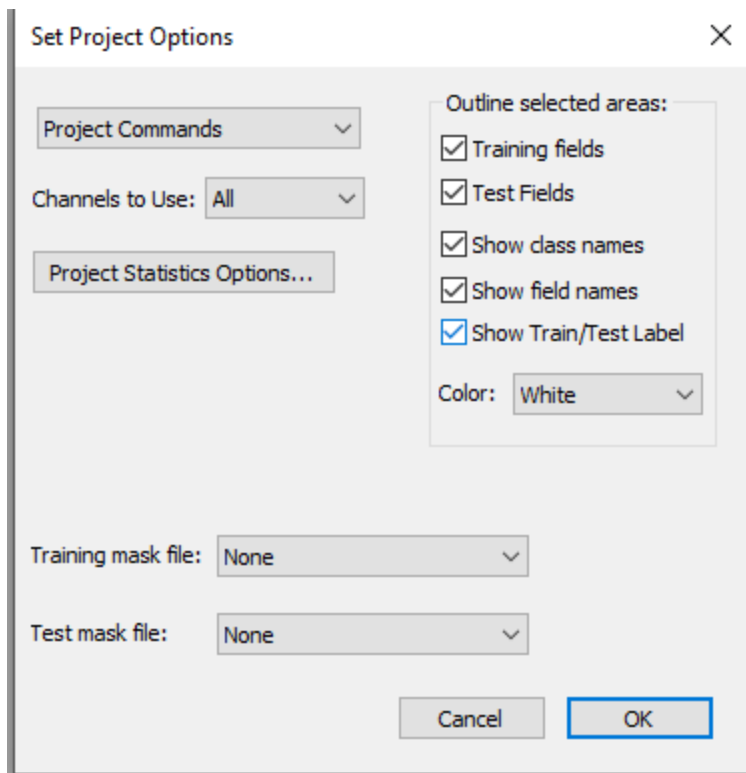 Set Project Options
Project Commands
Channels to Use: All
Project Statistics Options...
Outline selected areas:
Training fields
Test Fields
Show class names
Show field names
Show Train/Test Label
Color: White
Training mask file: None
Test mask file: None
Cancel OK